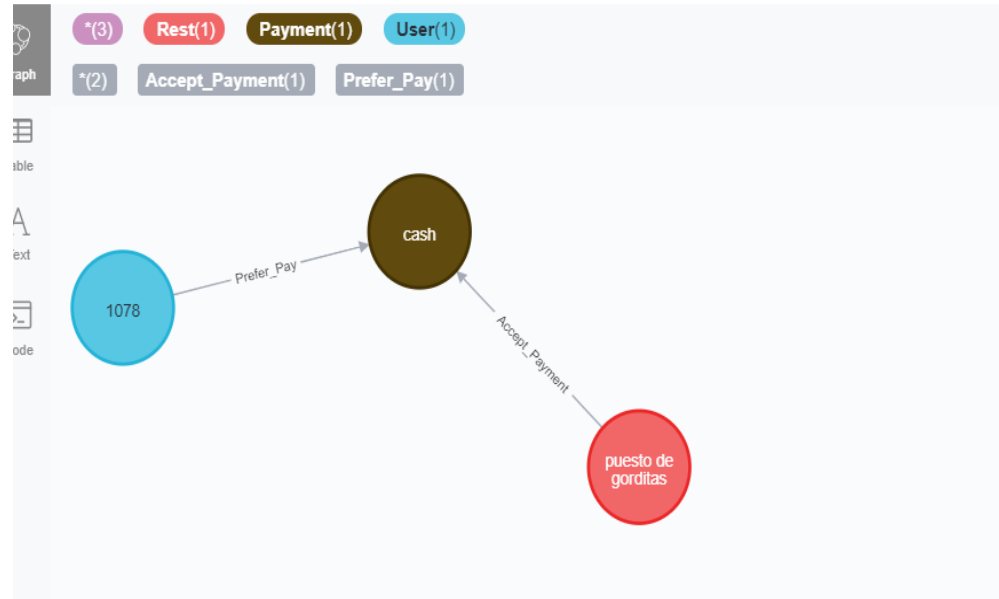 *(3) Rest(1) Payment(1) User(1)
raph
*(2) Accept_Payment(1) Prefer_Pay(1)
able
A
ext
cash
Prefer_Pay
1078
>_
ode
Accept_Payment
puesto de
gorditas